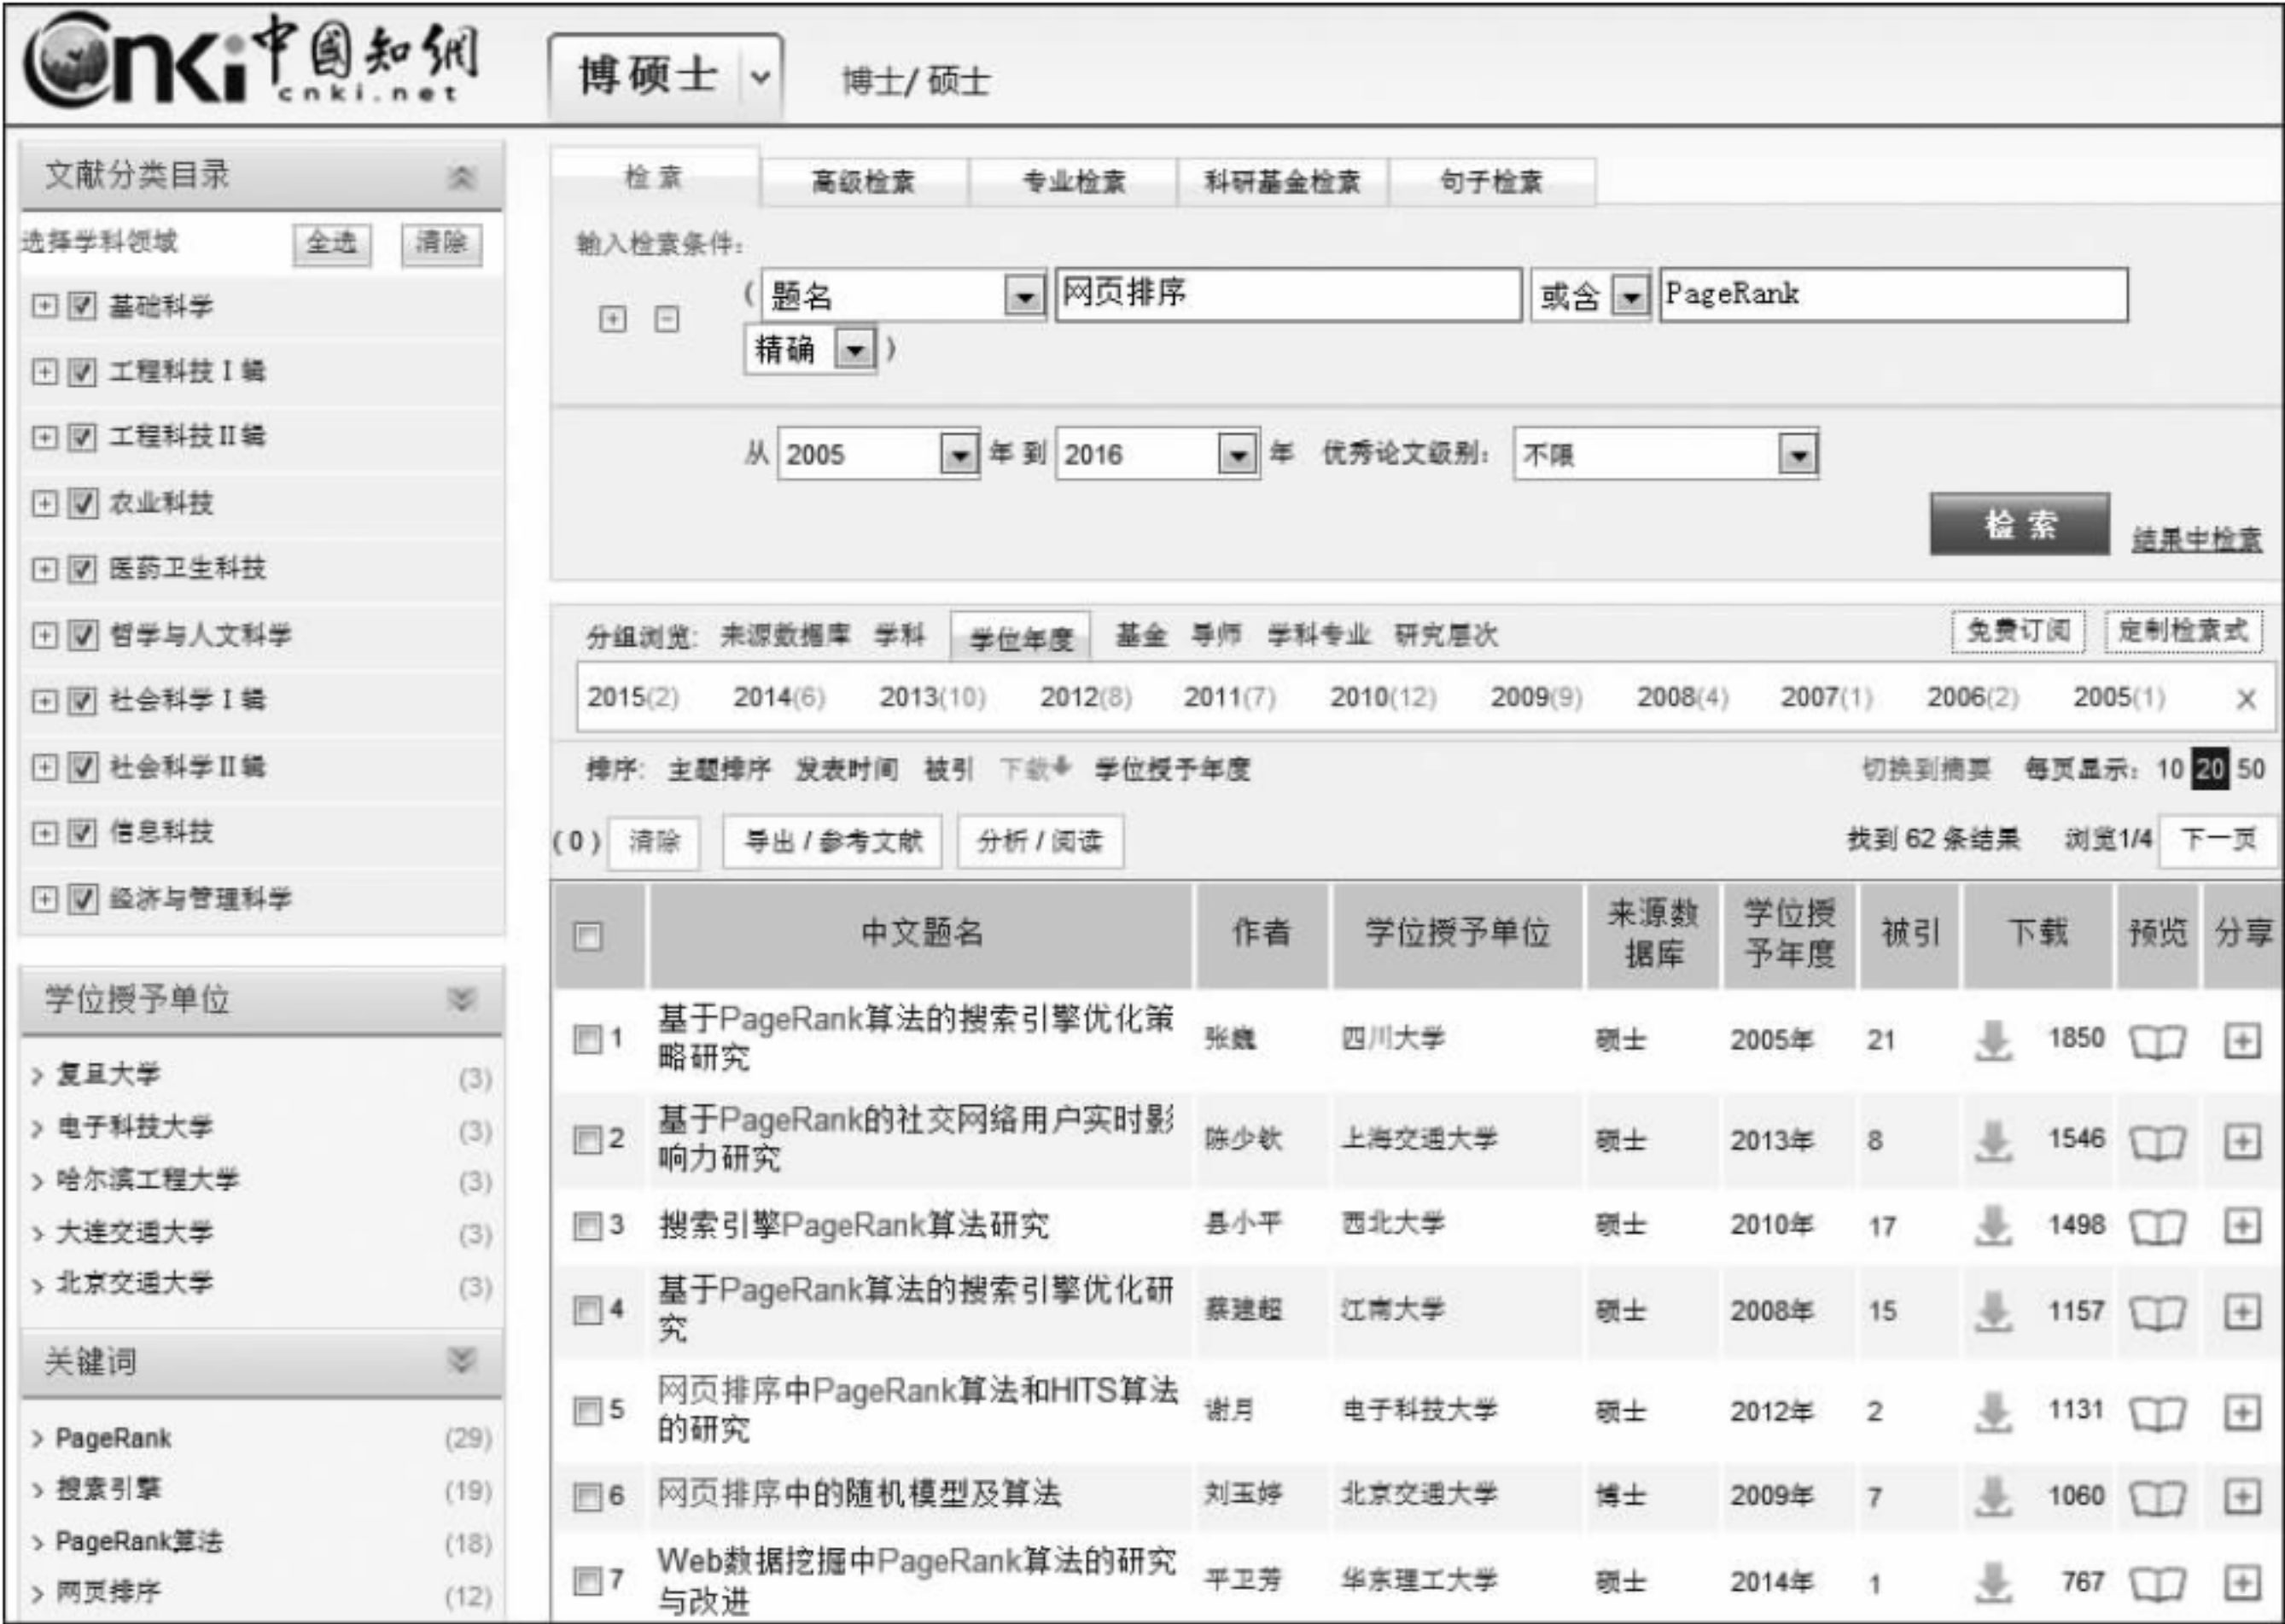 cnki 中国知网
cnki.net
博硕士
博士/ 硕士
文献分类目录
选择学科领域 全选 清除
基础科学
工程科技 I 辑
工程科技 II 辑
农业科技
医药卫生科技
哲学与人文科学
社会科学 I 辑
社会科学 II 辑
信息科技
经济与管理科学
学位授予单位
复旦大学 (3)
电子科技大学 (3)
哈尔滨工程大学 (3)
大连交通大学 (3)
北京交通大学 (3)
关键词
PageRank (29)
搜索引擎 (19)
PageRank算法 (18)
网页排序 (12)
检索 高级检索 专业检索 科研基金检索 句子检索
输入检索条件:
( 题名 网页排序 或含 PageRank
精确 )
从 2005 年 到 2016 年 优秀论文级别: 不限
检 索 结果中检索
分组浏览: 来源数据库 学科 学位年度 基金 导师 学科专业 研究层次 免费订阅 定制检索式
2015(2) 2014(6) 2013(10) 2012(8) 2011(7) 2010(12) 2009(9) 2008(4) 2007(1) 2006(2) 2005(1) ×
排序: 主题排序 发表时间 被引 下载 学位授予年度 切换到摘要 每页显示: 10 20 50
(0) 清除 导出 / 参考文献 分析 / 阅读 找到 62 条结果 浏览1/4 下一页
中文题名 作者 学位授予单位 来源数据库 学位授予年度 被引 下载 预览 分享
1 基于PageRank算法的搜索引擎优化策 张巍 四川大学 硕士 2005年 21 1850
略研究
2 基于PageRank的社交网络用户实时影 陈少钦 上海交通大学 硕士 2013年 8 1546
响力研究
3 搜索引擎PageRank算法研究 县小平 西北大学 硕士 2010年 17 1498
4 基于PageRank算法的搜索引擎优化研 蔡建超 江南大学 硕士 2008年 15 1157
究
5 网页排序中PageRank算法和HITS算法 谢月 电子科技大学 硕士 2012年 2 1131
的研究
6 网页排序中的随机模型及算法 刘玉婷 北京交通大学 博士 2009年 7 1060
7 Web数据挖掘中PageRank算法的研究 平卫芳 华东理工大学 硕士 2014年 1 767
与改进